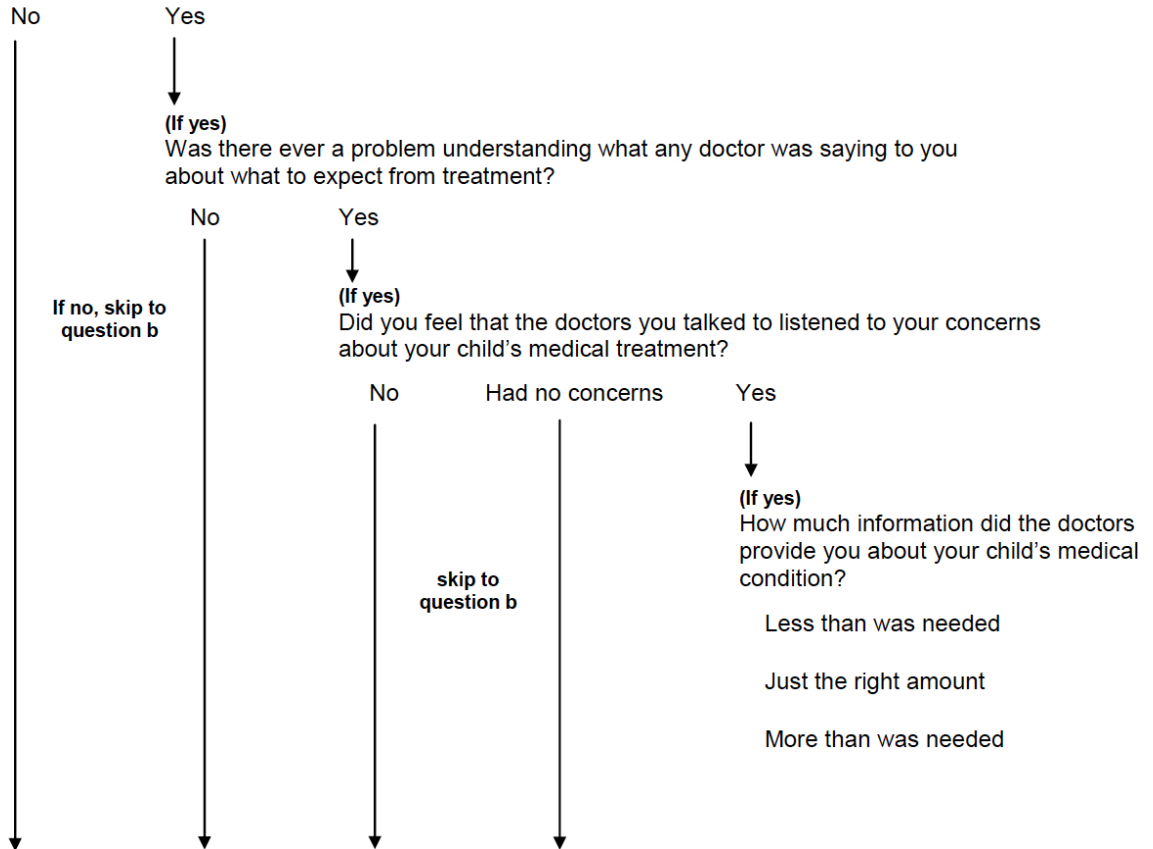 No Yes
(If yes)
Was there ever a problem understanding what any doctor was saying to you
about what to expect from treatment?
No Yes
If no, skip to
question b
(If yes)
Did you feel that the doctors you talked to listened to your concerns
about your child's medical treatment?
No Had no concerns Yes
(If yes)
How much information did the doctors
provide you about your child's medical
condition?
skip to
question b
Less than was needed
Just the right amount
More than was needed